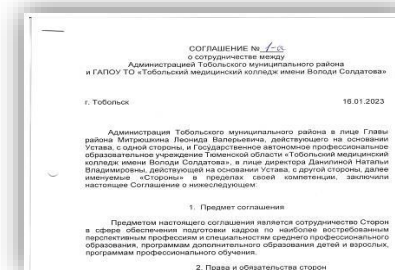 СОГЛАШЕНИЕ № 1-а
о сотрудничестве между
Администрацией Тобольского муниципального района
и ГАПОУ ТО «Тобольский медицинский колледж имени Володи Солдатова»
г. Тобольск 16.01.2023
Администрация Тобольского муниципального района в лице Главы
района Митрюшкина Леонида Валерьевича, действующего на основании
Устава, с одной стороны, и Государственное автономное профессиональное
образовательное учреждение Тюменской области «Тобольский медицинский
колледж имени Володи Солдатова», в лице директора Данилиной Натальи
Владимировны, действующей на основании Устава, с другой стороны, далее
именуемые «Стороны» в пределах своей компетенции, заключили
настоящее Соглашение о нижеследующем:
1. Предмет соглашения
Предметом настоящего соглашения является сотрудничество Сторон
в сфере обеспечения подготовки кадров по наиболее востребованным
перспективным профессиям и специальностям среднего профессионального
образования, программам дополнительного образования детей и взрослых,
программам профессионального обучения.
2. Права и обязательства сторон